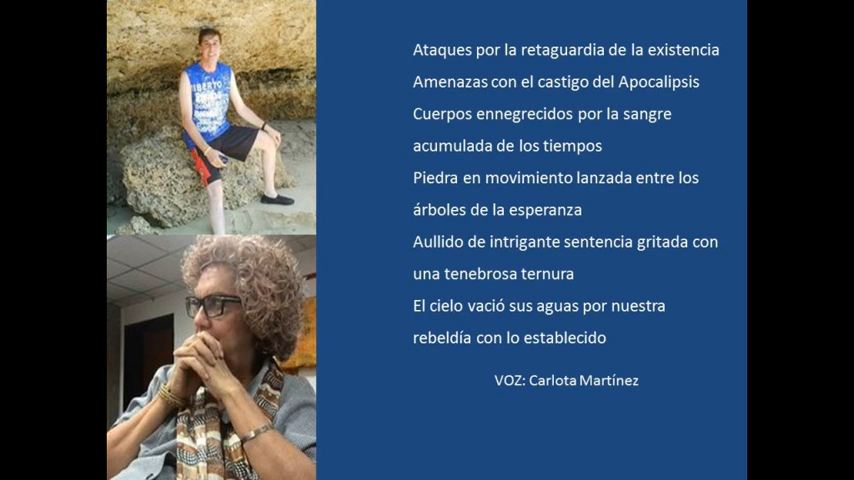 IBERTO
Ataques por la retaguardia de la existencia
Amenazas con el castigo del Apocalipsis
Cuerpos ennegrecidos por la sangre
acumulada de los tiempos
Piedra en movimiento lanzada entre los
árboles de la esperanza
Aullido de intrigante sentencia gritada con
una tenebrosa ternura
El cielo vació sus aguas por nuestra
rebeldía con lo establecido
VOZ: Carlota Martínez